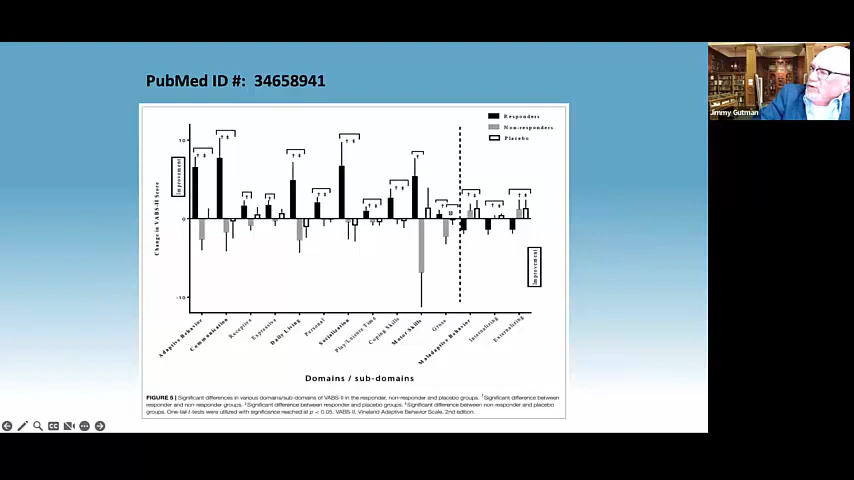 PubMed ID #: 34658941
Jimmy Gutman
Responders
Non-responders
Placebo
10
0
-10
Improvement
Change in VABS-II Score
Improvement
Adaptive Behavior
Communication
Receptive
Expressive
Daily Living
Personal
Socialization
Play/Leisure Time
Coping Skills
Motor Skills
Gross
Maladaptive Behavior
Internalizing
Externalizing
Domains / sub-domains
FIGURE 5 | Significant differences in various domains/sub-domains of VABS-II in the responder, non-responder and placebo groups. †Significant difference between
responder and non-responder groups. ‡Significant difference between responder and placebo groups. Significant difference between non-responder and placebo
groups. One-tail t-tests were utilized with significance reached at p < 0.05. VABS-II, Vineland Adaptive Behavior Scale, 2nd edition.
CC